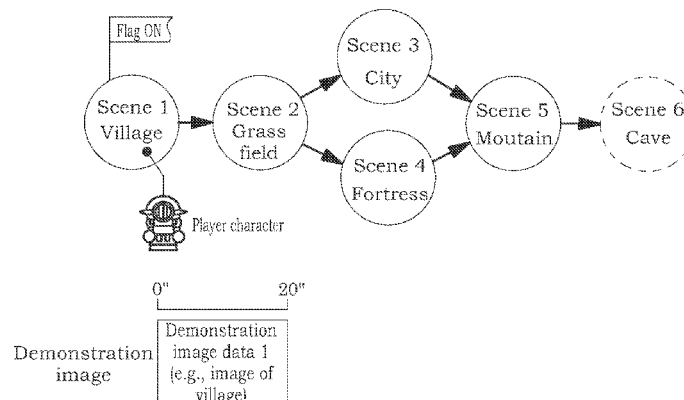 Flag ON
Scene 1
Village
Scene 2
Grass
field
Scene 3
City
Scene 4
Fortress
Scene 5
Moutain
Scene 6
Cave
Player character
0" 20"
Demonstration
image
Demonstration
image data 1
(e.g., image of
village)